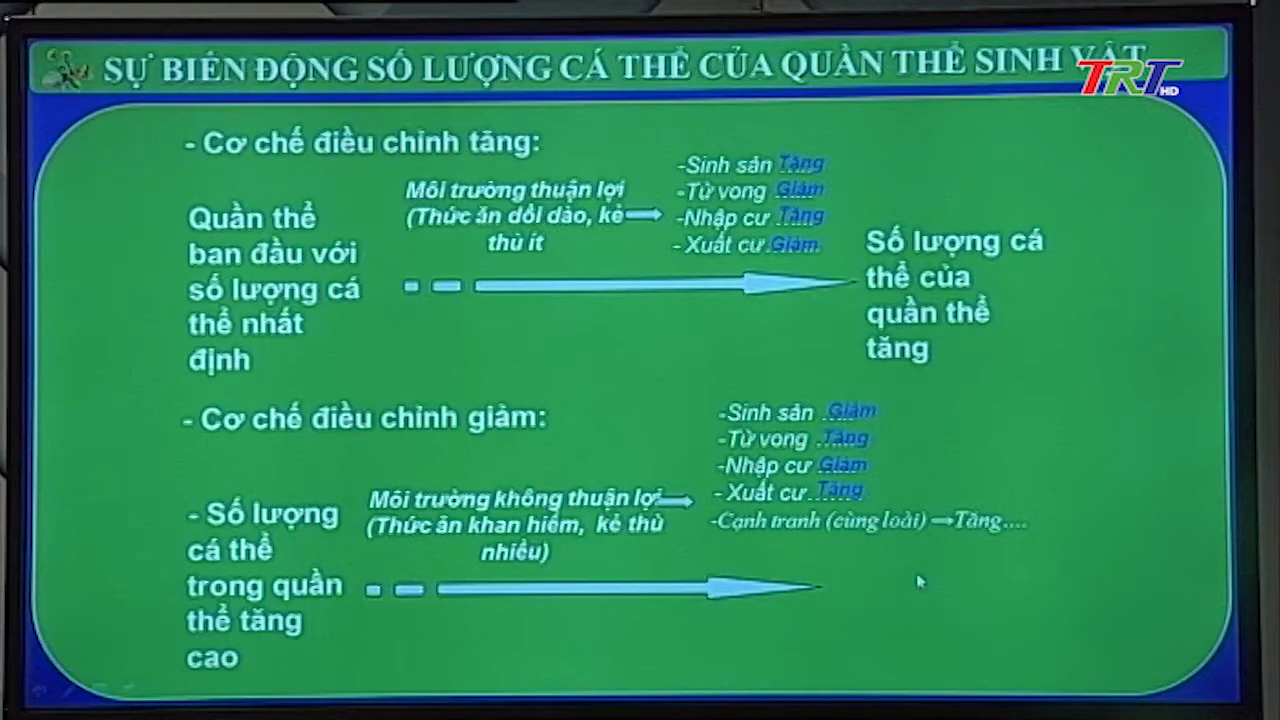 SỰ BIẾN ĐỘNG SỐ LƯỢNG CÁ THỂ CỦA QUẦN THỂ SINH VẬT
TRT HD
- Cơ chế điều chỉnh tăng:
Quần thể
ban đầu với
số lượng cá
thể nhất
định
Môi trường thuận lợi
(Thức ăn dồi dào, kẻ
thù ít
-Sinh sản Tăng
-Tử vong Giảm
-Nhập cư Tăng
- Xuất cư Giảm
Số lượng cá
thể của
quần thể
tăng
- Cơ chế điều chỉnh giảm:
- Số lượng
cá thể
trong quần
thể tăng
cao
Môi trường không thuận lợi
(Thức ăn khan hiếm, kẻ thù
nhiều)
-Sinh sản Giảm
-Tử vong Tăng
-Nhập cư Giảm
- Xuất cư Tăng
-Cạnh tranh (cùng loài) → Tăng....